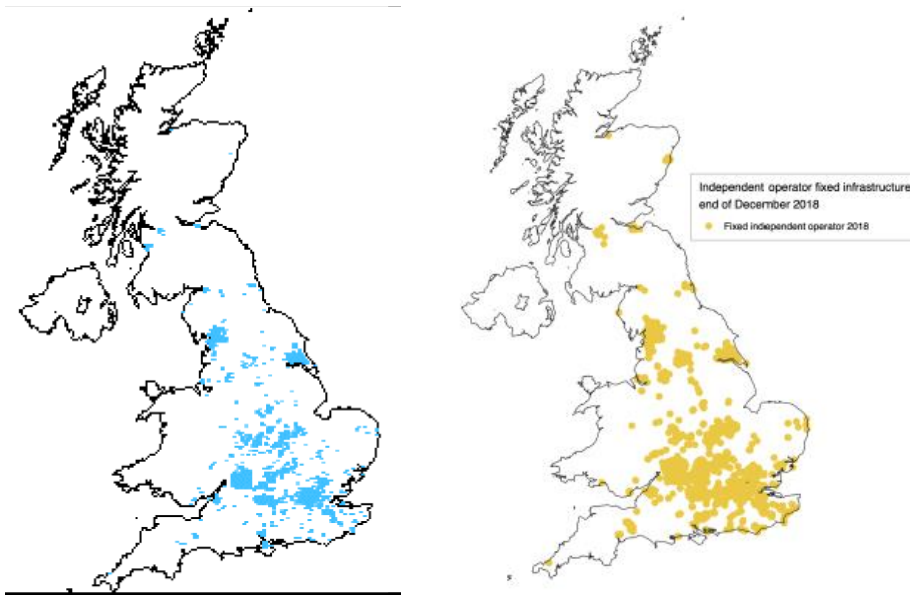 Independent operator fixed infrastructure
end of December 2018
Fixed independent operator 2018